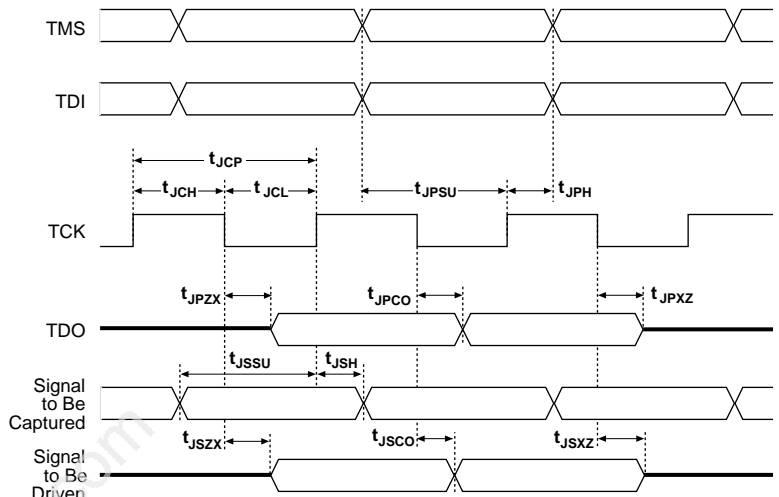 TMS
TDI
tJCP
tJCH
tJCL
tJPSU
tJPH
TCK
tJPZX
tJPCO
tJPXZ
TDO
tJSSU
tJSH
Signal
to Be
Captured
tJSZX
tJSCO
tJSXZ
Signal
to Be
Driven
com